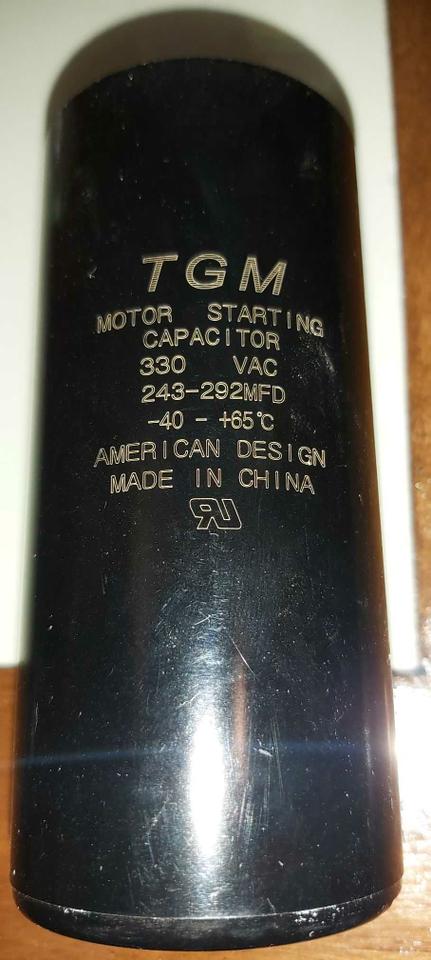 TGM
MOTOR STARTING
CAPACITOR
330 VAC
243-292MFD
-40 - +65℃
AMERICAN DESIGN
MADE IN CHINA